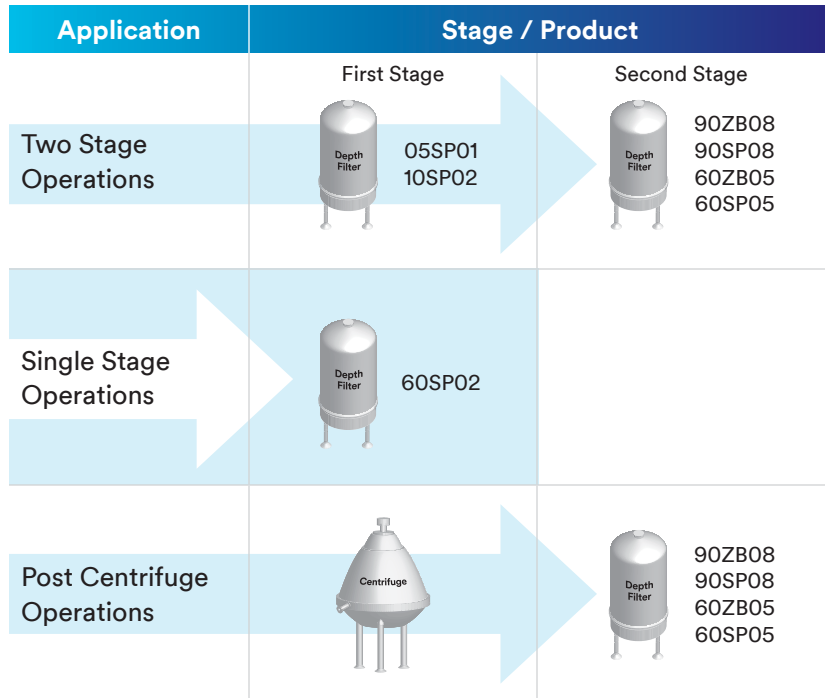 Application
Stage / Product
First Stage
Second Stage
Two Stage
Operations
Depth
Filter
05SP01
10SP02
Depth
Filter
90ZB08
90SP08
60ZB05
60SP05
Single Stage
Operations
Depth
Filter
60SP02
Post Centrifuge
Operations
Centrifuge
Depth
Filter
90ZB08
90SP08
60ZB05
60SP05